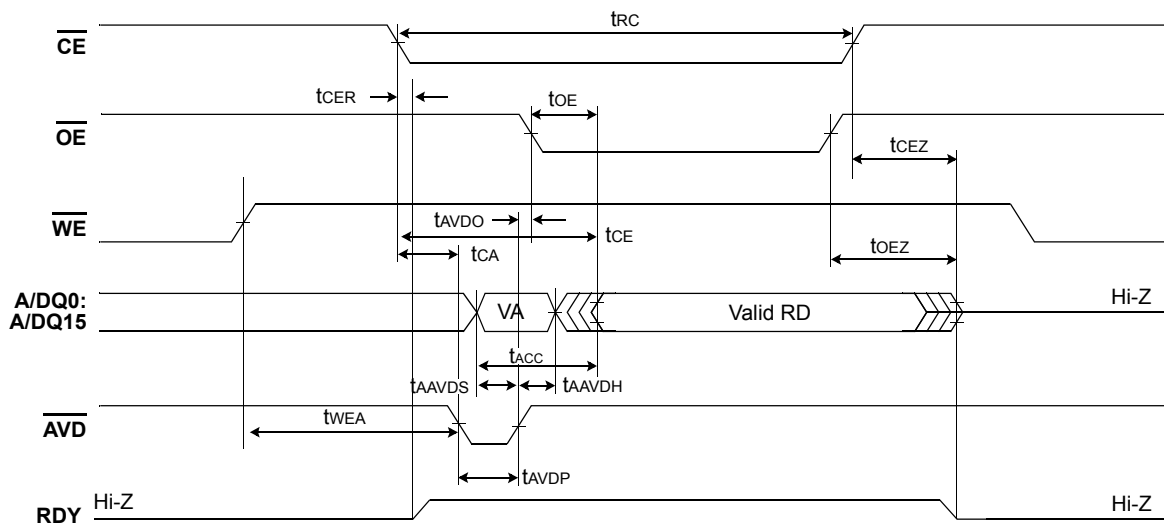 tRC
CE
tCER
tOE
OE
tCEZ
WE
tAVDO
tCE
tCA
tOEZ
A/DQ0:
A/DQ15
VA
Valid RD
Hi-Z
tACC
tAAVDS
tAAVDH
AVD
tWEA
tAVDP
Hi-Z
Hi-Z
RDY